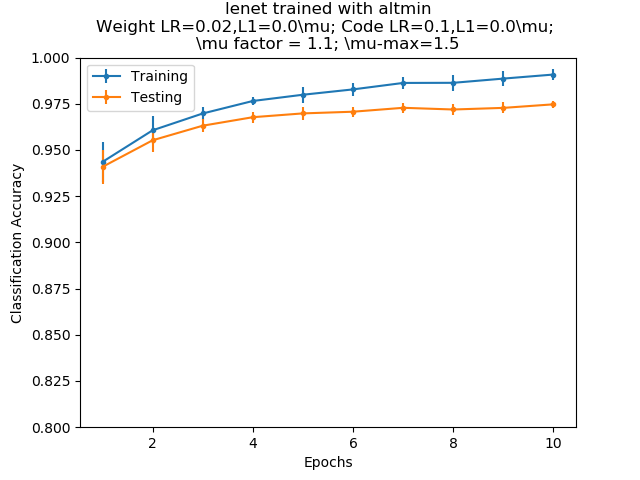 lenet trained with altmin
Weight LR=0.02,L1=0.0\mu; Code LR=0.1,L1=0.0\mu;
\mu factor = 1.1; \mu-max=1.5
Training
Testing
1.000
0.975
0.950
0.925
0.900
0.875
0.850
0.825
0.800
Classification Accuracy
2 4 6 8 10
Epochs